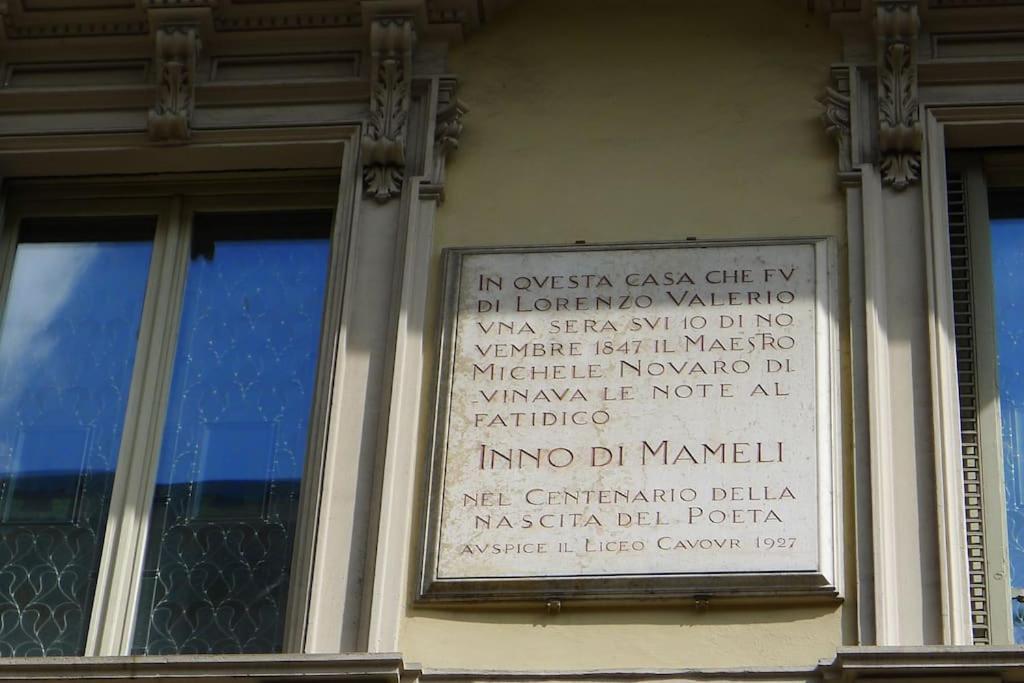 IN QVESTA CASA CHE FV
DI LORENZO VALERIO
VNA SERA SVI 10 DI NO
VEMBRE 1847 IL MAESTRO
MICHELE NOVARO DI
-VINAVA LE NOTE AL
FATIDICO
INNO DI MAMELI
NEL CENTENARIO DELLA
NASCITA DEL POETA
AVSPICE IL LICEO CAVOVR 1927